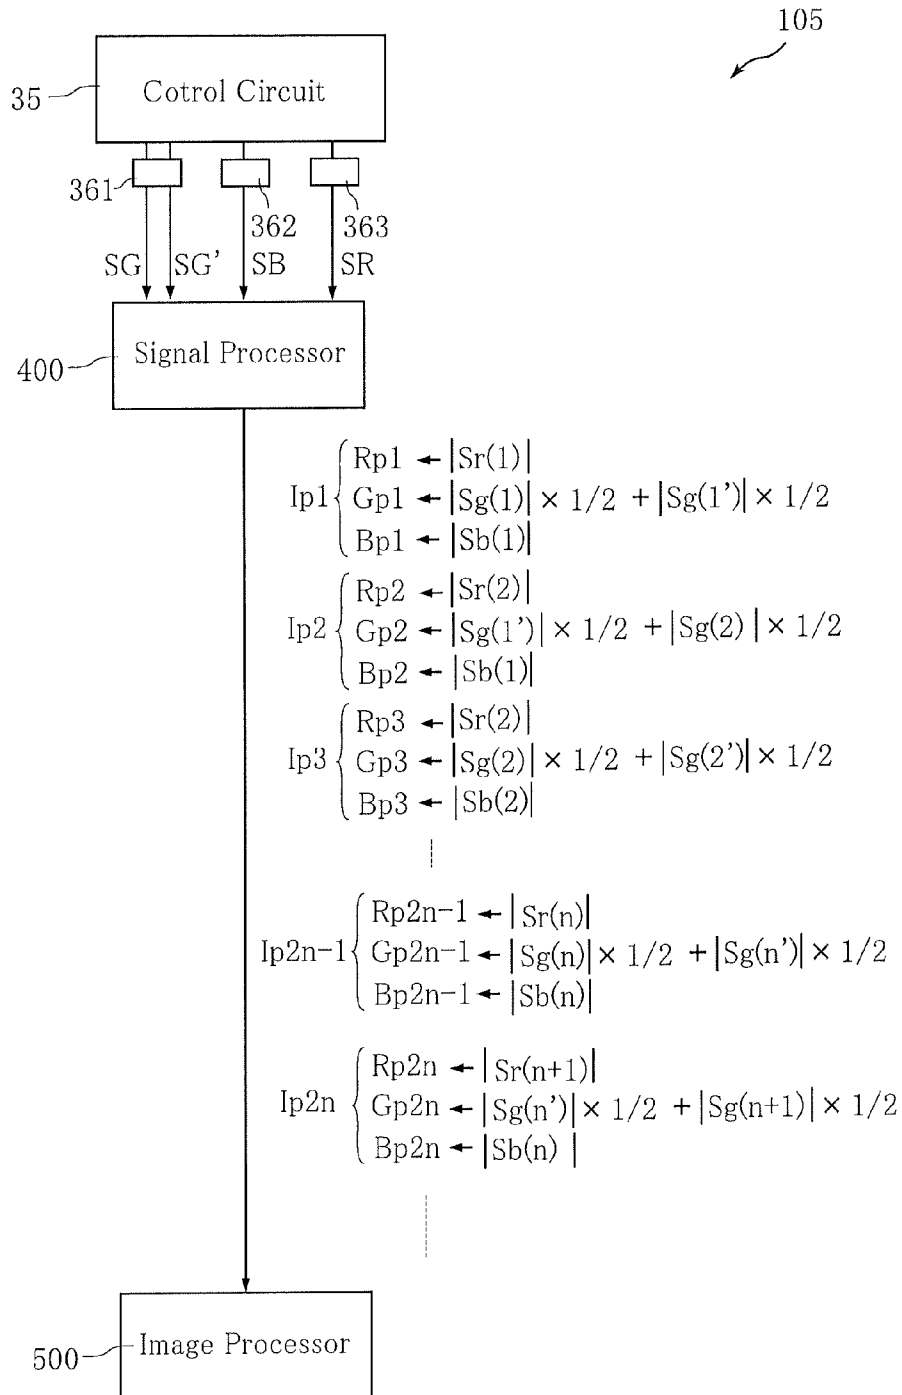 105
Cotrol Circuit
35
361
362
363
SG
SG'
SB
SR
Signal Processor
400
Rp1 ← |Sr(1)|
Ip1 { Gp1 ← |Sg(1)| × 1/2 + |Sg(1')| × 1/2
Bp1 ← |Sb(1)|
Rp2 ← |Sr(2)|
Ip2 { Gp2 ← |Sg(1')| × 1/2 + |Sg(2) | × 1/2
Bp2 ← |Sb(1)|
Rp3 ← |Sr(2)|
Ip3 { Gp3 ← |Sg(2)| × 1/2 + |Sg(2')| × 1/2
Bp3 ← |Sb(2)|
Rp2n-1 ← |Sr(n)|
Ip2n-1 { Gp2n-1 ← |Sg(n)| × 1/2 + |Sg(n')| × 1/2
Bp2n-1 ← |Sb(n)|
Rp2n ← |Sr(n+1)|
Ip2n { Gp2n ← |Sg(n')| × 1/2 + |Sg(n+1)| × 1/2
Bp2n ← |Sb(n) |
Image Processor
500